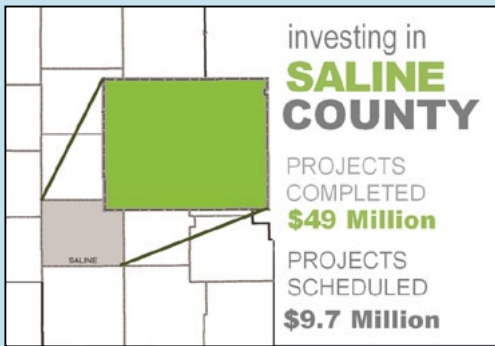 investing in
SALINE
COUNTY
PROJECTS
COMPLETED
$49 Million
PROJECTS
SCHEDULED
$9.7 Million
SALINE